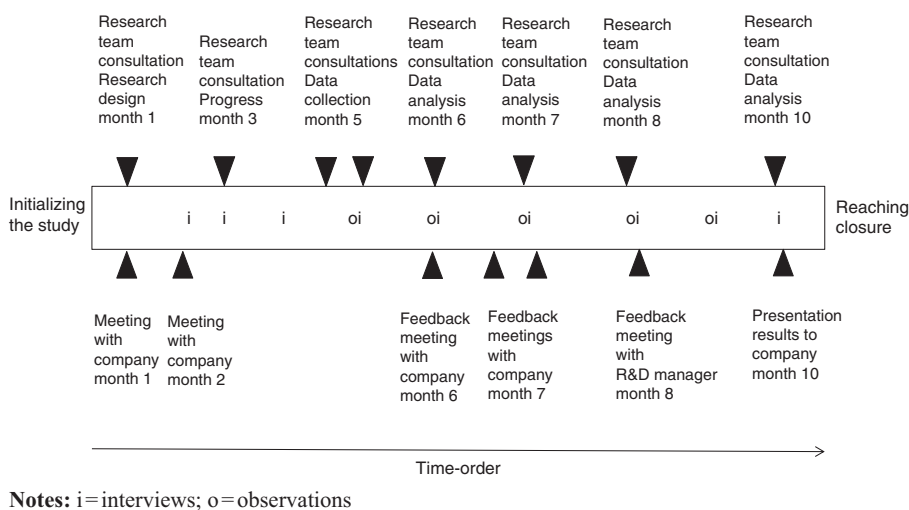 Research
team
consultation
Research
design
month 1
Research
team
consultation
Progress
month 3
Research
team
consultations
Data
collection
month 5
Research
team
consultation
Data
analysis
month 6
Research
team
consultation
Data
analysis
month 7
Research
team
consultation
Data
analysis
month 8
Research
team
consultation
Data
analysis
month 10
Initializing
the study
i i i oi oi oi oi oi i
Reaching
closure
Meeting
with
company
month 1
Meeting
with
company
month 2
Feedback
meeting
with
company
month 6
Feedback
meetings
with
company
month 7
Feedback
meeting
with
R&D manager
month 8
Presentation
results to
company
month 10
Time-order
Notes: i=interviews; o=observations